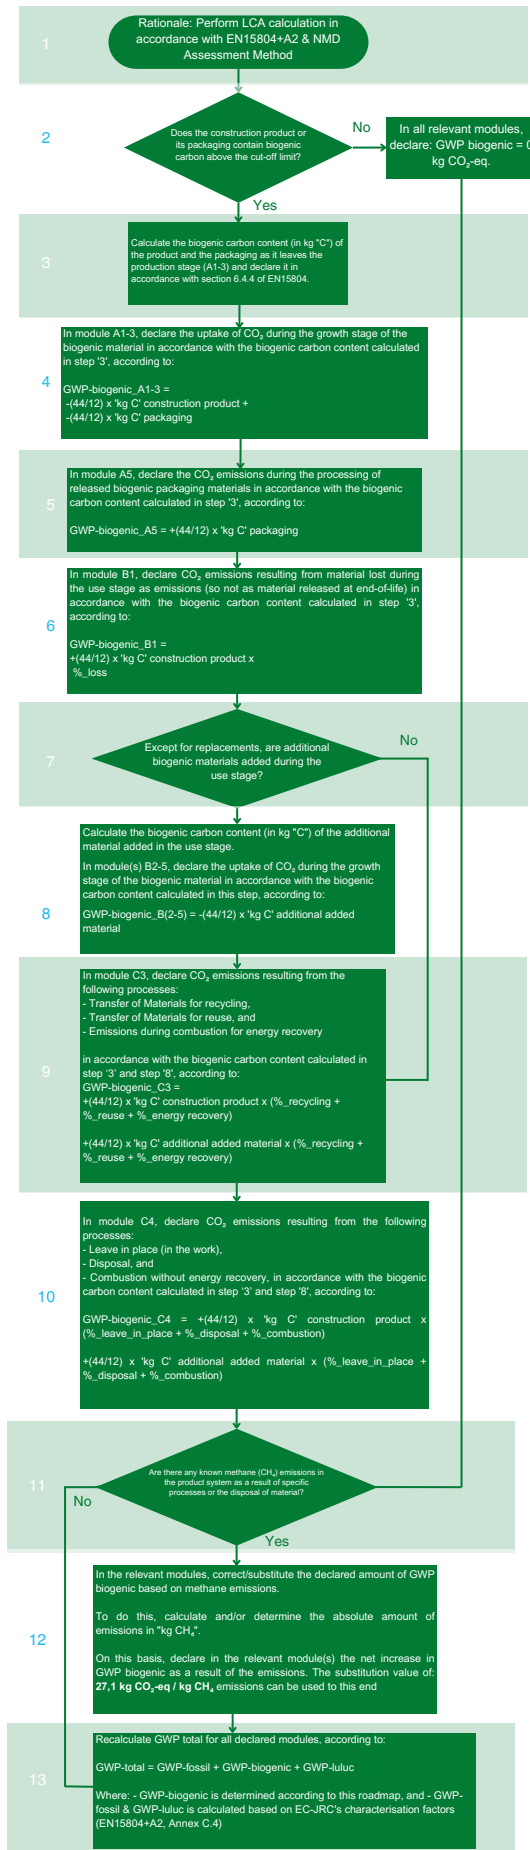 1
Rationale: Perform LCA calculation in
accordance with EN15804+A2 & NMD
Assessment Method
2
Does the construction product or
its packaging contain biogenic
carbon above the cut-off limit?
No
In all relevant modules,
declare: GWP biogenic = 0
kg CO₂-eq.
Yes
3
Calculate the biogenic carbon content (in kg "C") of
the product and the packaging as it leaves the
production stage (A1-3) and declare it in
accordance with section 6.4.4 of EN15804.
4
In module A1-3, declare the uptake of CO₂ during the growth stage of the
biogenic material in accordance with the biogenic carbon content calculated
in step '3', according to:
GWP-biogenic_A1-3 =
-(44/12) x 'kg C' construction product +
-(44/12) x 'kg C' packaging
5
In module A5, declare the CO₂ emissions during the processing of
released biogenic packaging materials in accordance with the biogenic
carbon content calculated in step '3', according to:
GWP-biogenic_A5 = +(44/12) x 'kg C' packaging
6
In module B1, declare CO₂ emissions resulting from material lost during
the use stage as emissions (so not as material released at end-of-life) in
accordance with the biogenic carbon content calculated in step '3',
according to:
GWP-biogenic_B1 =
+(44/12) x 'kg C' construction product x
%_loss
7
Except for replacements, are additional
biogenic materials added during the
use stage?
No
8
Calculate the biogenic carbon content (in kg "C") of the additional
material added in the use stage.
In module(s) B2-5, declare the uptake of CO₂ during the growth
stage of the biogenic material in accordance with the biogenic
carbon content calculated in this step, according to:
GWP-biogenic_B(2-5) = -(44/12) x 'kg C' additional added
material
9
In module C3, declare CO₂ emissions resulting from the
following processes:
- Transfer of Materials for recycling,
- Transfer of Materials for reuse, and
- Emissions during combustion for energy recovery
in accordance with the biogenic carbon content calculated in
step '3' and step '8', according to:
GWP-biogenic_C3 =
+(44/12) x 'kg C' construction product x (%_recycling +
%_reuse + %_energy recovery)
+(44/12) x 'kg C' additional added material x (%_recycling +
%_reuse + %_energy recovery)
10
In module C4, declare CO₂ emissions resulting from the following
processes:
- Leave in place (in the work),
- Disposal, and
- Combustion without energy recovery, in accordance with the biogenic
carbon content calculated in step '3' and step '8', according to:
GWP-biogenic_C4 = +(44/12) x 'kg C' construction product x
(%_leave_in_place + %_disposal + %_combustion)
+(44/12) x 'kg C' additional added material x (%_leave_in_place +
%_disposal + %_combustion)
11
Are there any known methane (CH₄) emissions in
the product system as a result of specific
processes or the disposal of material?
No
Yes
12
In the relevant modules, correct/substitute the declared amount of GWP
biogenic based on methane emissions.
To do this, calculate and/or determine the absolute amount of
emissions in "kg CH₄".
On this basis, declare in the relevant module(s) the net increase in
GWP biogenic as a result of the emissions. The substitution value of:
27,1 kg CO₂-eq / kg CH₄ emissions can be used to this end
13
Recalculate GWP total for all declared modules, according to:
GWP-total = GWP-fossil + GWP-biogenic + GWP-luluc
Where: - GWP-biogenic is determined according to this roadmap, and - GWP-
fossil & GWP-luluc is calculated based on EC-JRC's characterisation factors
(EN15804+A2, Annex C.4)